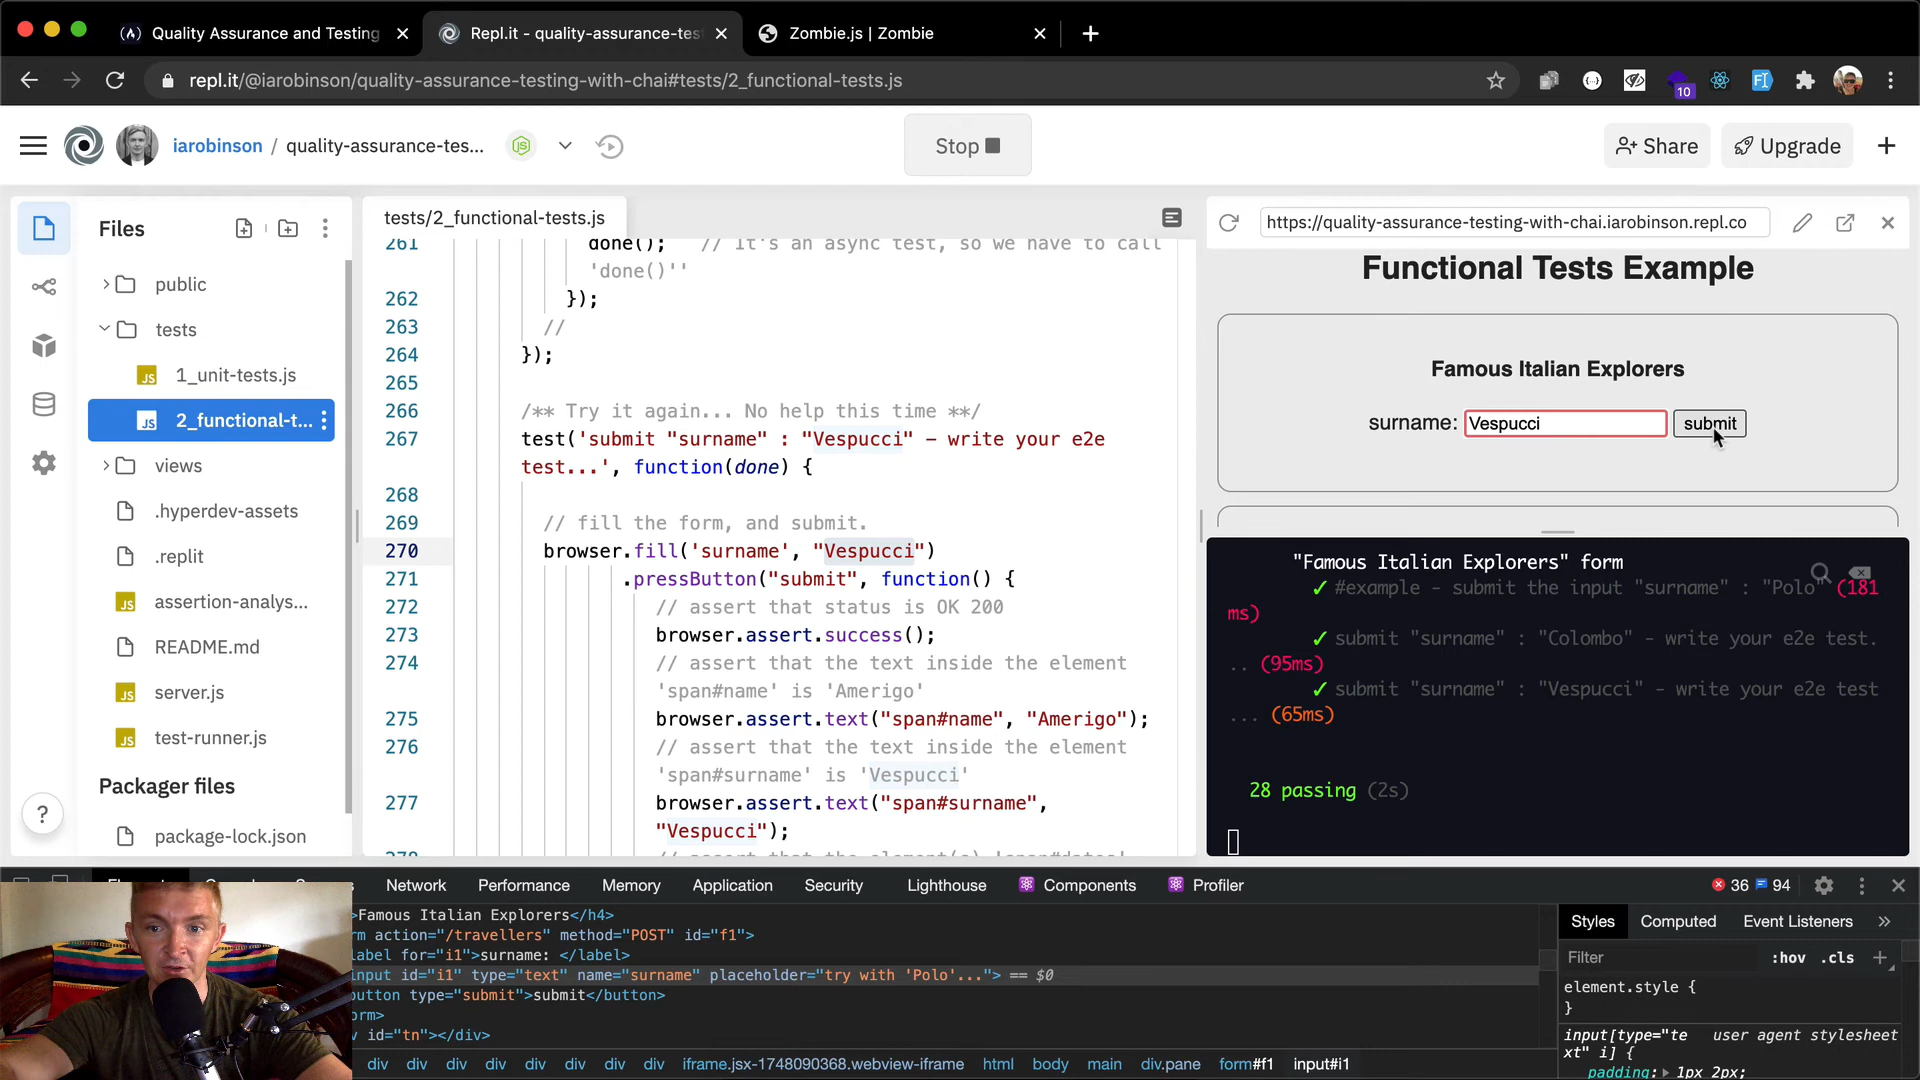 Quality Assurance and Testing
Repl.it - quality-assurance-tes
Zombie.js | Zombie
repl.it/@iarobinson/quality-assurance-testing-with-chai#tests/2_functional-tests.js
10
iarobinson / quality-assurance-tes...
Stop
Share
Upgrade
Files
public
tests
1_unit-tests.js
2_functional-t...
views
.hyperdev-assets
.replit
assertion-analys...
README.md
server.js
test-runner.js
Packager files
package-lock.json
tests/2_functional-tests.js
261 done(); // It's an async test, so we have to call
'done()''
262 });
263 //
264 });
265
266 /** Try it again... No help this time **/
267 test('submit "surname" : "Vespucci" - write your e2e
test...', function(done) {
268
269 // fill the form, and submit.
270 browser.fill('surname', "Vespucci")
271 .pressButton("submit", function() {
272 // assert that status is OK 200
273 browser.assert.success();
274 // assert that the text inside the element
'span#name' is 'Amerigo'
275 browser.assert.text("span#name", "Amerigo");
276 // assert that the text inside the element
'span#surname' is 'Vespucci'
277 browser.assert.text("span#surname",
"Vespucci");
https://quality-assurance-testing-with-chai.iarobinson.repl.co
Functional Tests Example
Famous Italian Explorers
surname: Vespucci submit
"Famous Italian Explorers" form
✓ #example - submit the input "surname" : "Polo" (181
ms)
✓ submit "surname" : "Colombo" - write your e2e test.
.. (95ms)
✓ submit "surname" : "Vespucci" - write your e2e test
... (65ms)
28 passing (2s)
Network Performance Memory Application Security Lighthouse Components Profiler 36 94
>Famous Italian Explorers</h4>
rm action="/travellers" method="POST" id="f1">
label for="i1">surname: </label>
input id="i1" type="text" name="surname" placeholder="try with 'Polo'..."> == $0
button type="submit">submit</button>
orm>
v id="tn"></div>
div div div div div div div div iframe.jsx-1748090368.webview-iframe html body main div.pane form#f1 input#i1
Styles Computed Event Listeners »
Filter :hov .cls +
element.style {
}
input[type="te user agent stylesheet
xt" i] {
padding: 1px 2px;